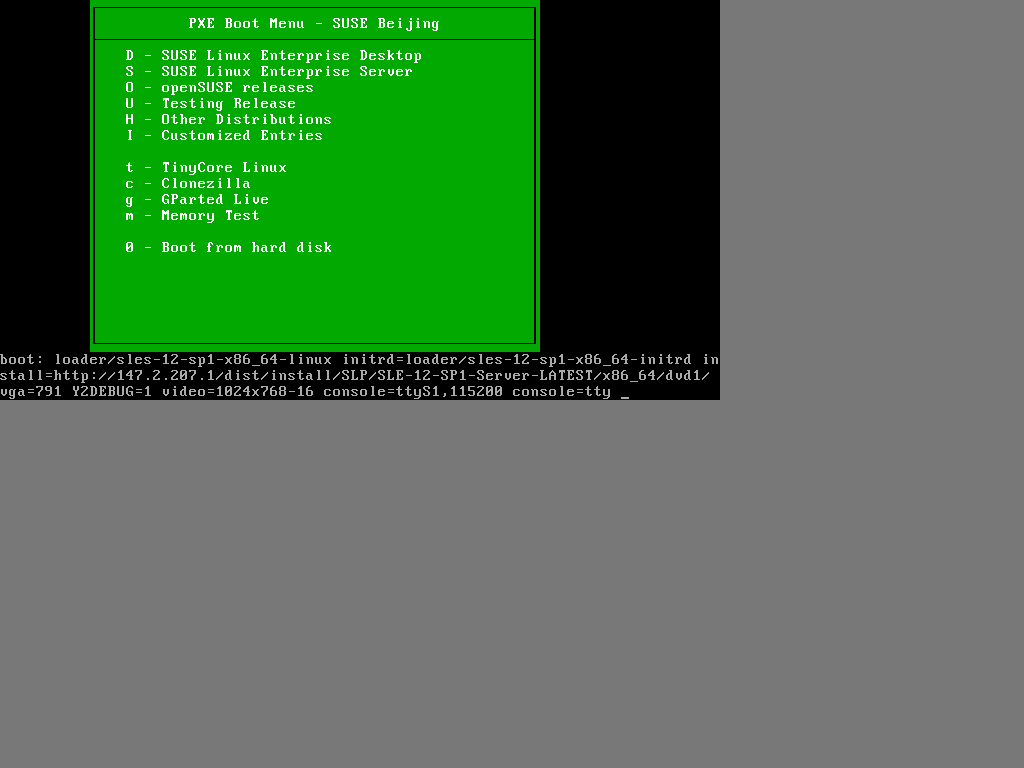 PXE Boot Menu - SUSE Beijing
D - SUSE Linux Enterprise Desktop
S - SUSE Linux Enterprise Server
O - openSUSE releases
U - Testing Release
H - Other Distributions
I - Customized Entries
t - TinyCore Linux
c - Clonezilla
g - GParted Live
m - Memory Test
0 - Boot from hard disk
boot: loader/sles-12-sp1-x86_64-linux initrd=loader/sles-12-sp1-x86_64-initrd in
stall=http://147.2.207.1/dist/install/SLP/SLE-12-SP1-Server-LATEST/x86_64/dvd1/
vga=791 Y2DEBUG=1 video=1024x768-16 console=ttyS1,115200 console=tty _